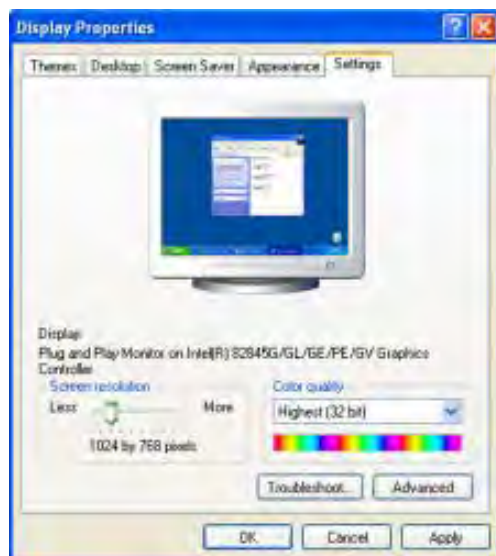 Display Properties
Themes Desktop Screen Saver Appearance Settings
Display:
Plug and Play Monitor on Intel(R) 82845G/GL/GE/PE/GV Graphics
Controller
Screen resolution
Less More
1024 by 768 pixels
Color quality
Highest (32 bit)
Troubleshoot... Advanced
OK Cancel Apply